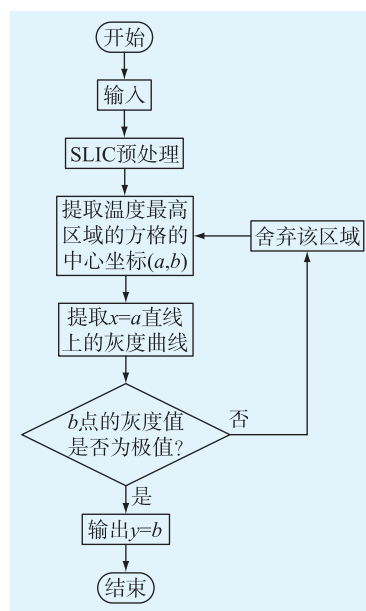 开始
输入
SLIC预处理
提取温度最高
区域的方格的
中心坐标(a,b)
舍弃该区域
提取x=a直线
上的灰度曲线
b点的灰度值
是否为极值?
否
是
输出y=b
结束